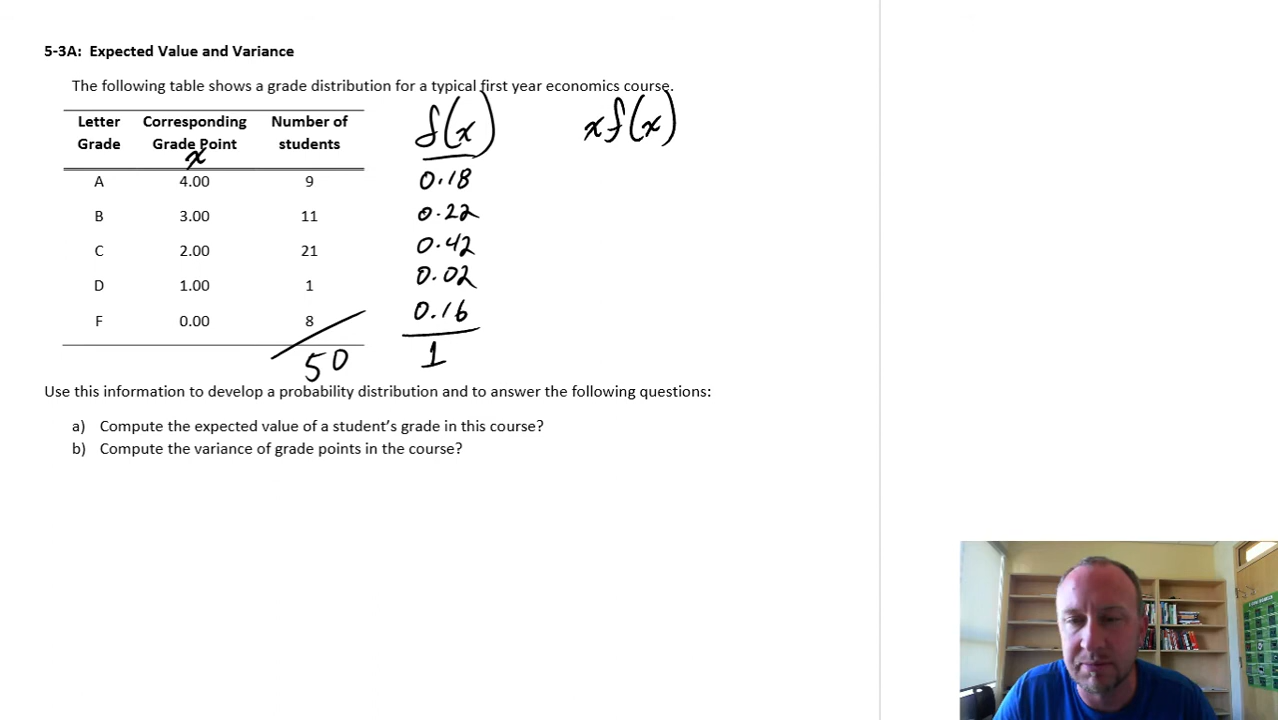 5-3A: Expected Value and Variance
The following table shows a grade distribution for a typical first year economics course.
Letter Grade Corresponding Grade Point Number of students f(x) xf(x)
x
A 4.00 9 0.18
B 3.00 11 0.22
C 2.00 21 0.42
D 1.00 1 0.02
F 0.00 8 0.16
50 1
Use this information to develop a probability distribution and to answer the following questions:
a) Compute the expected value of a student's grade in this course?
b) Compute the variance of grade points in the course?